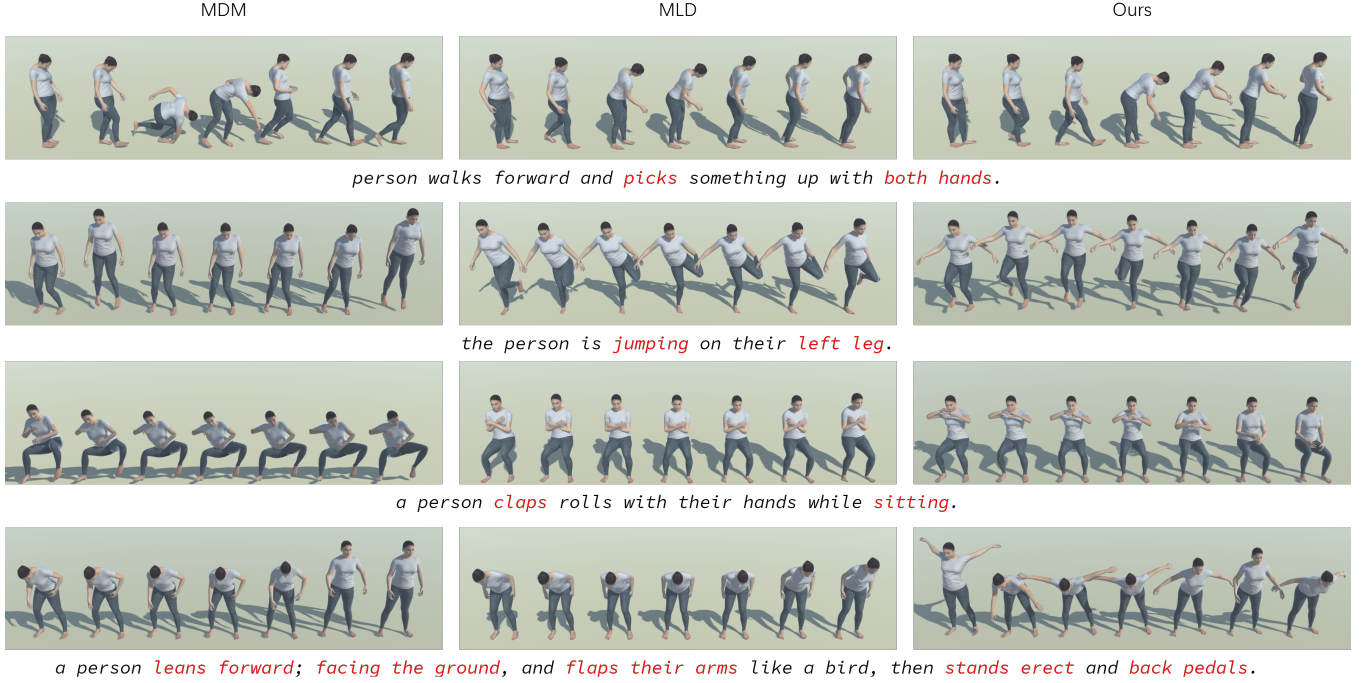 MDM MLD Ours
person walks forward and picks something up with both hands.
the person is jumping on their left leg.
a person claps rolls with their hands while sitting.
a person leans forward; facing the ground, and flaps their arms like a bird, then stands erect and back pedals.